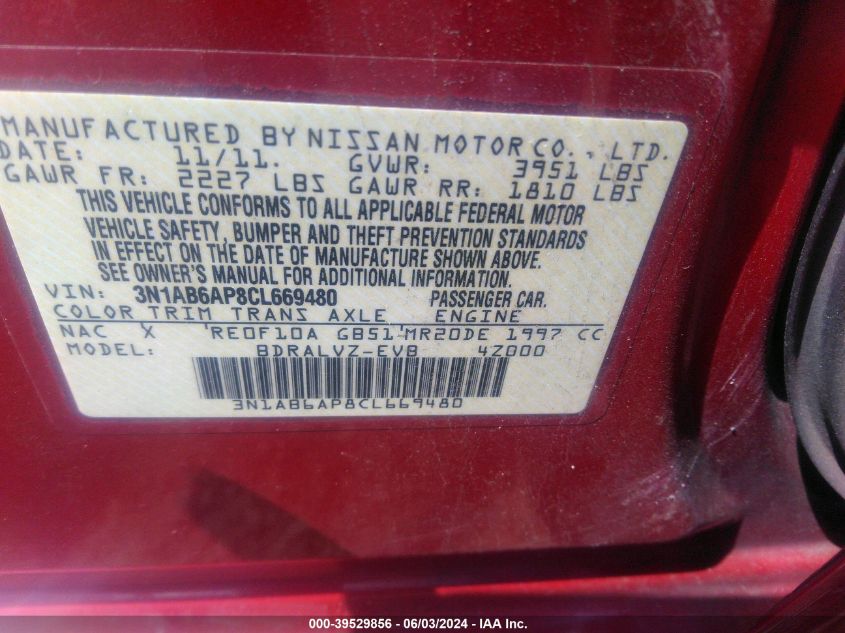 MANUFACTURED BY NISSAN MOTOR CO., LTD.
DATE: 11/11. GVWR: 3951 LBS
GAWR FR: 2227 LBS GAWR RR: 1810 LBS
THIS VEHICLE CONFORMS TO ALL APPLICABLE FEDERAL MOTOR
VEHICLE SAFETY, BUMPER AND THEFT PREVENTION STANDARDS
IN EFFECT ON THE DATE OF MANUFACTURE SHOWN ABOVE.
SEE OWNER'S MANUAL FOR ADDITIONAL INFORMATION.
VIN: 3N1AB6AP8CL669480 PASSENGER CAR.
COLOR TRIM TRANS AXLE ENGINE
NAC X RE0F10A GB51 MR20DE 1997 CC
MODEL: BDRALVZ-EVB 4Z000
3N1AB6AP8CL669480
000-39529856 - 06/03/2024 - IAA Inc.